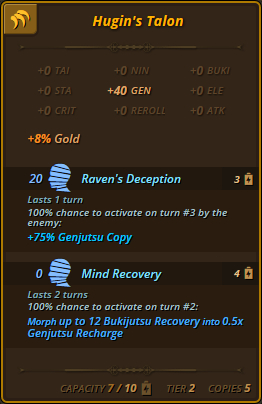 Hugin's Talon
+0 TAI +0 NIN +0 BUKI
+0 STA +40 GEN +0 ELE
+0 CRIT +0 REROLL +0 ATK
+8% Gold
20 Raven's Deception 3
Lasts 1 turn
100% chance to activate on turn #3 by the
enemy:
+75% Genjutsu Copy
0 Mind Recovery 4
Lasts 2 turns
100% chance to activate on turn #2:
Morph up to 12 Bukijutsu Recovery into 0.5x
Genjutsu Recharge
CAPACITY 7 / 10 TIER 2 COPIES 5